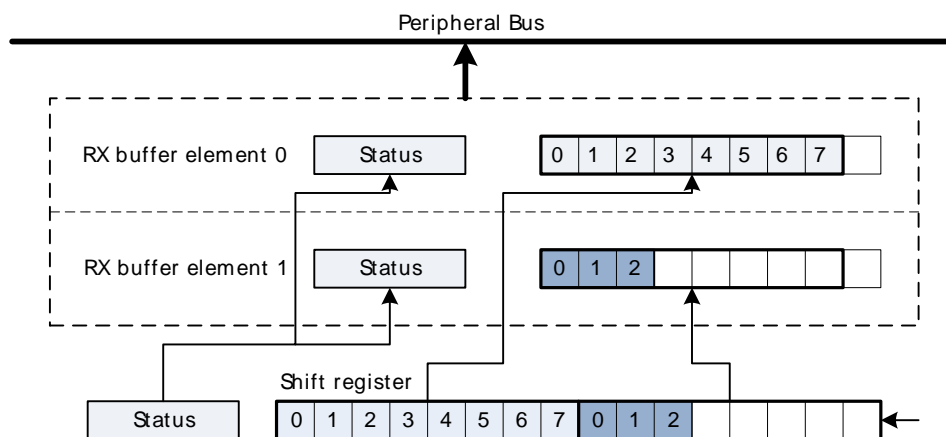 Peripheral Bus
RX buffer element 0 Status 0 1 2 3 4 5 6 7
RX buffer element 1 Status 0 1 2
Shift register
Status 0 1 2 3 4 5 6 7 0 1 2